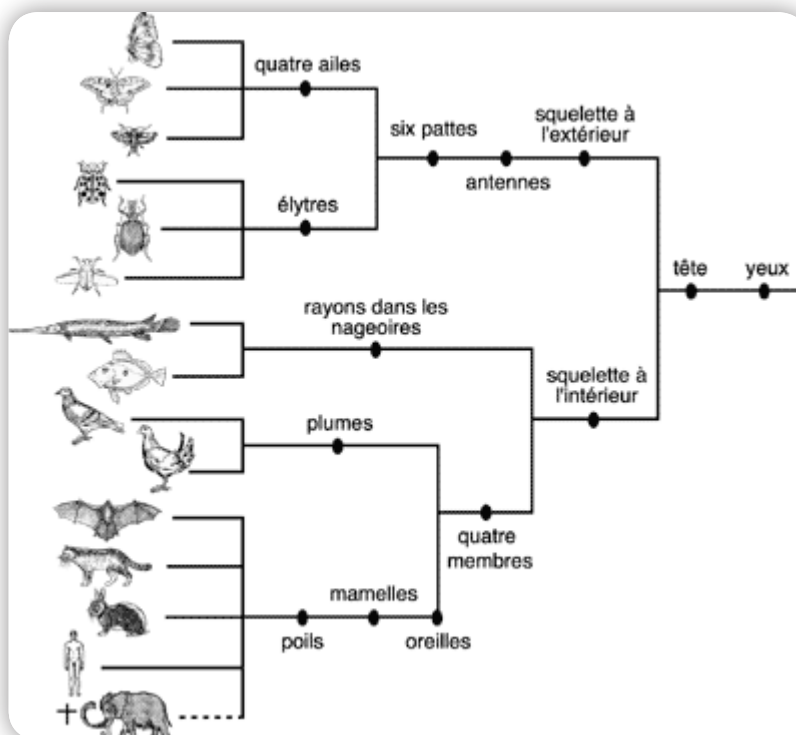 quatre ailes
six pattes
squelette à
l'extérieur
antennes
élytres
tête
yeux
rayons dans les
nageoires
squelette à
l'intérieur
plumes
quatre
membres
mamelles
poils
oreilles
+